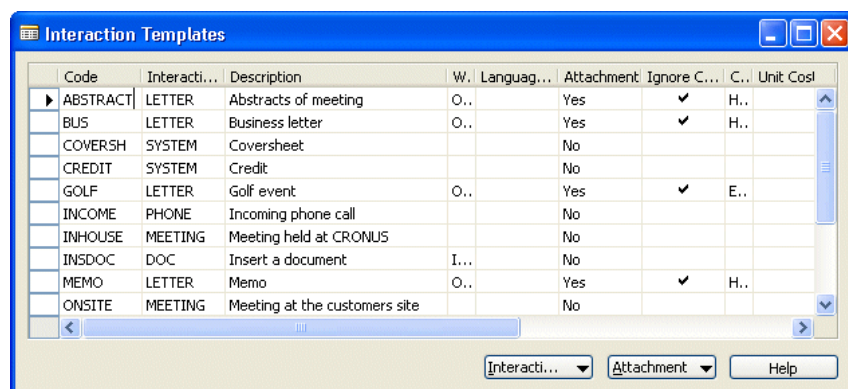 Interaction Templates
Code Interacti... Description W. Languag... Attachment Ignore C... C.. Unit Cost
ABSTRACT LETTER Abstracts of meeting O.. Yes ✔ H..
BUS LETTER Business letter O.. Yes ✔ H..
COVERSH SYSTEM Coversheet No
CREDIT SYSTEM Credit No
GOLF LETTER Golf event O.. Yes ✔ E..
INCOME PHONE Incoming phone call No
INHOUSE MEETING Meeting held at CRONUS No
INSDOC DOC Insert a document I... No
MEMO LETTER Memo O.. Yes ✔ H..
ONSITE MEETING Meeting at the customers site No
Interacti... Attachment Help